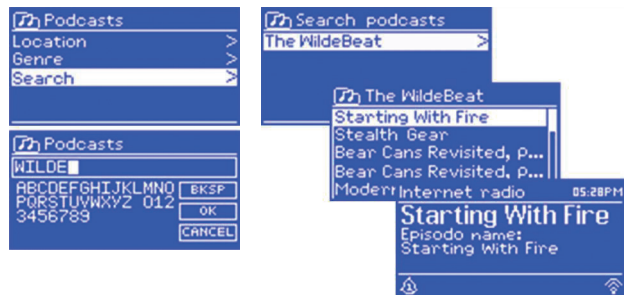 Podcasts
Location >
Genre >
Search >
Podcasts
WILDE
ABCDEFGHIJKLMNO BKSP
PQRSTUVWXYZ 012 OK
3456789
CANCEL
Search podcasts
The WildeBeat >
The WildeBeat
Starting With Fire
Stealth Gear
Bear Cans Revisited, p...
Bear Cans Revisited, p...
Modern
Internet radio 05:28PM
Starting With Fire
Episodo name:
Starting With Fire
1